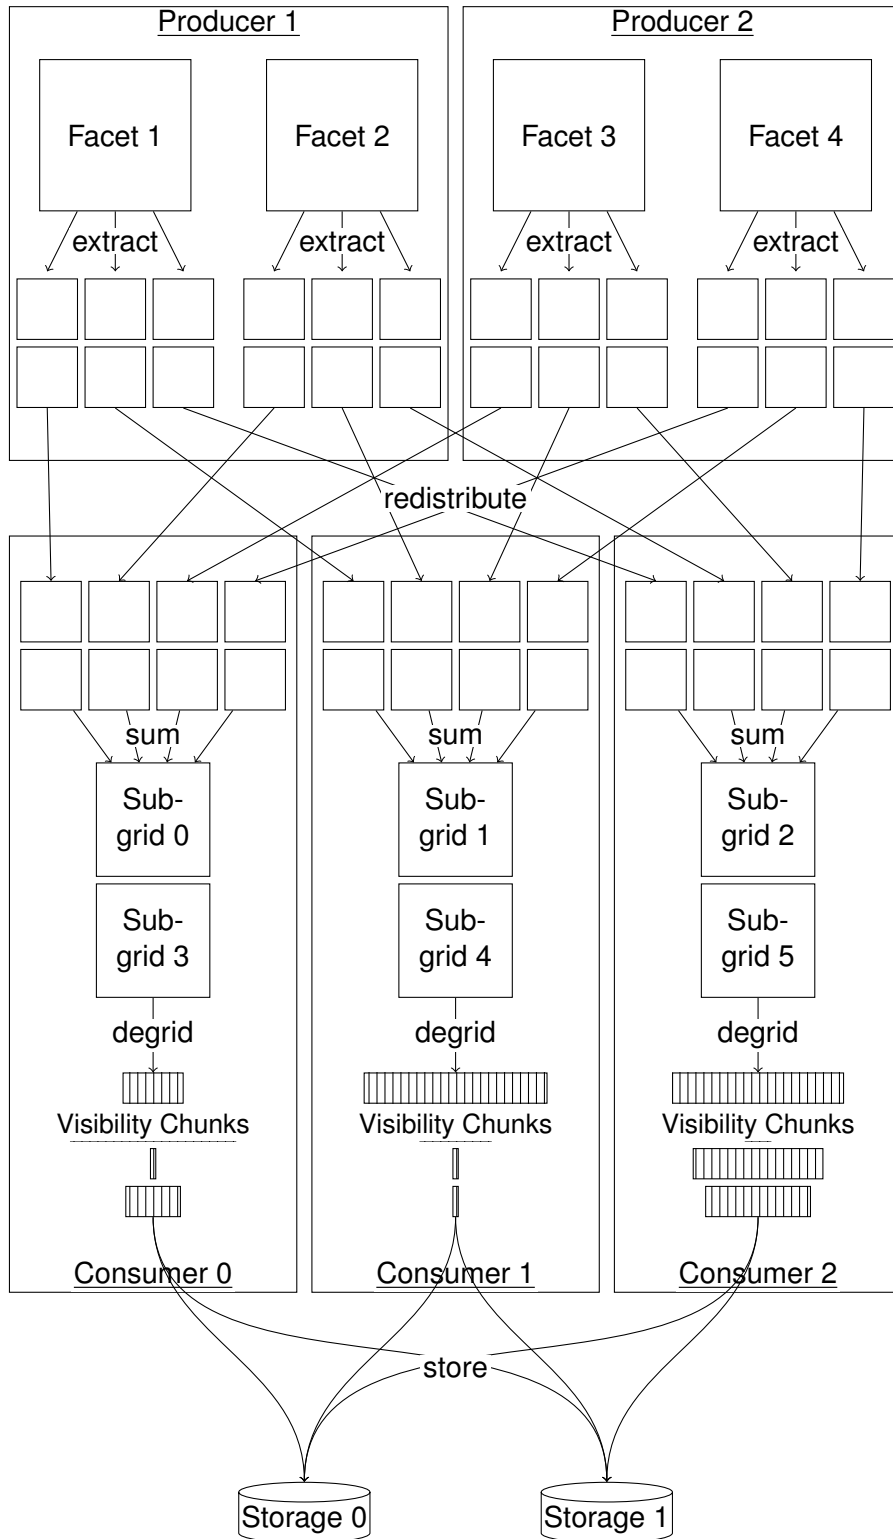 Producer 1
Producer 2
Facet 1
Facet 2
Facet 3
Facet 4
extract
extract
extract
extract
redistribute
sum
sum
sum
Sub-
grid 0
Sub-
grid 1
Sub-
grid 2
Sub-
grid 3
Sub-
grid 4
Sub-
grid 5
degrid
degrid
degrid
Visibility Chunks
Visibility Chunks
Visibility Chunks
Consumer 0
Consumer 1
Consumer 2
store
Storage 0
Storage 1